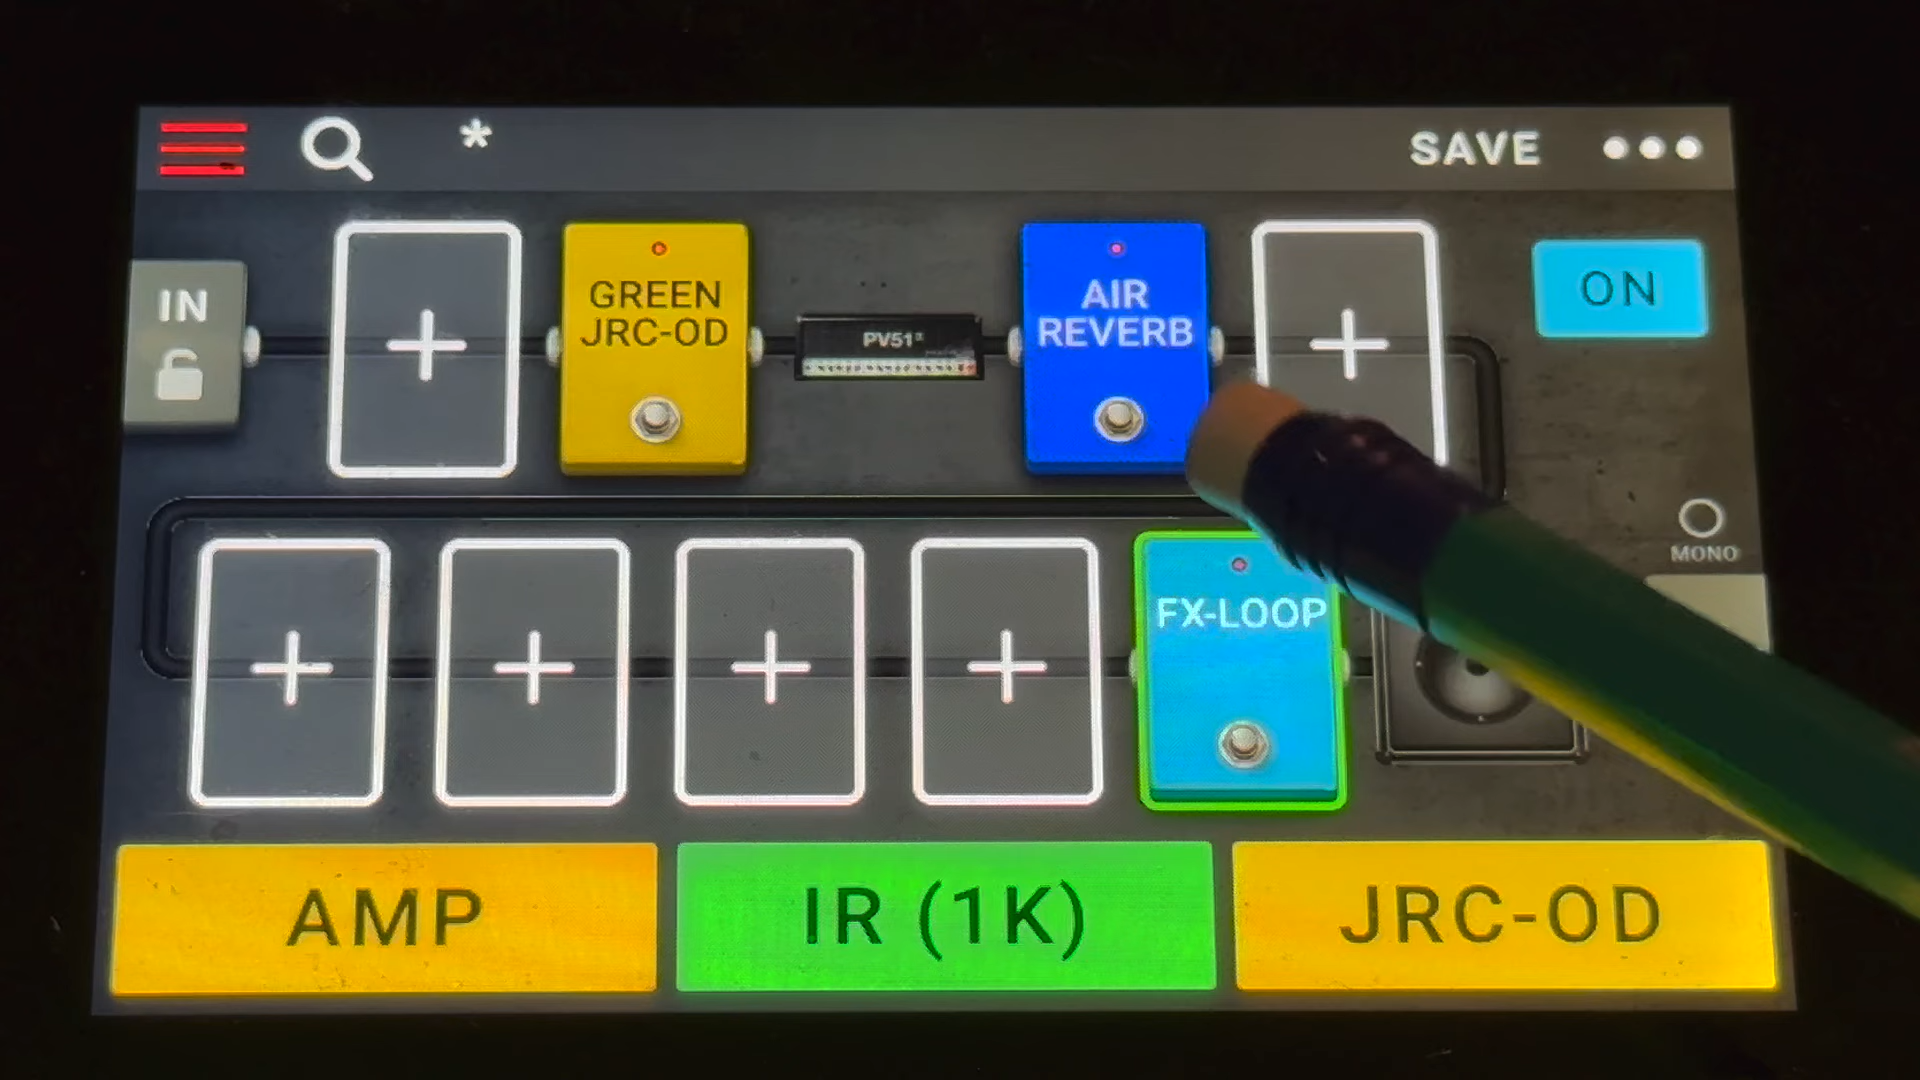 *
SAVE
IN
GREEN
JRC-OD
PV51
AIR
REVERB
ON
MONO
FX-LOOP
AMP
IR (1K)
JRC-OD